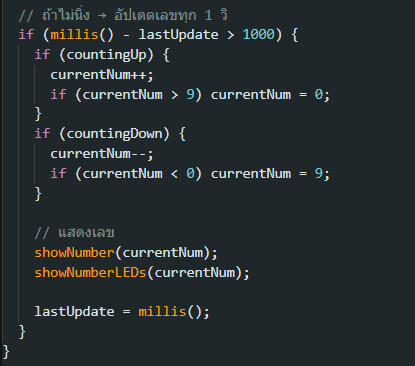 // ถ้าไม่นิ่ง → อัปเดตเลขทุก 1 วิ
if (millis() - lastUpdate > 1000) {
if (countingUp) {
currentNum++;
if (currentNum > 9) currentNum = 0;
}
if (countingDown) {
currentNum--;
if (currentNum < 0) currentNum = 9;
}
// แสดงเลข
showNumber(currentNum);
showNumberLEDs(currentNum);
lastUpdate = millis();
}
}